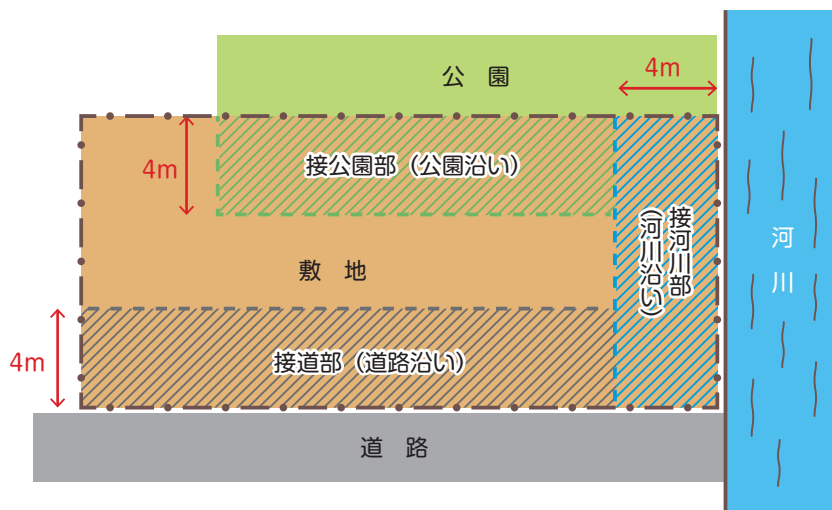 公 園
4m
4m
接公園部（公園沿い）
接河川部
（河川沿い）
河
川
敷 地
4m
接道部（道路沿い）
道 路